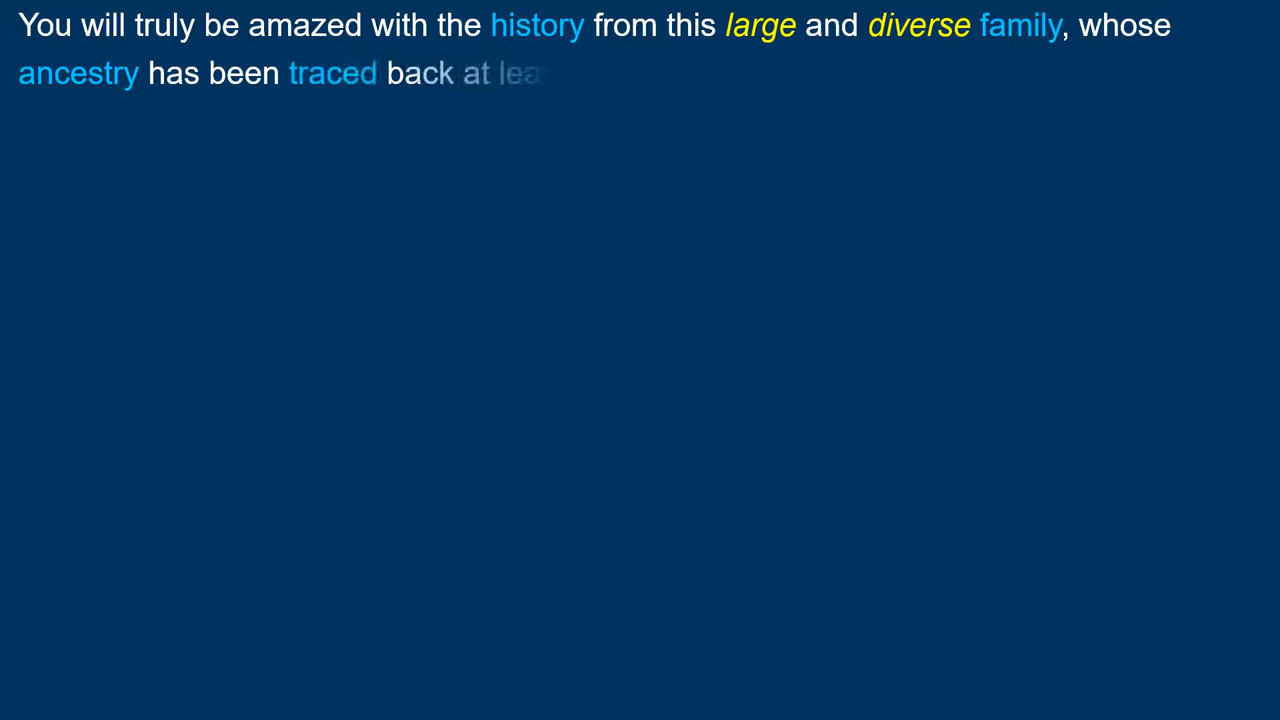 You will truly be amazed with the history from this large and diverse family, whose
ancestry has been traced back at